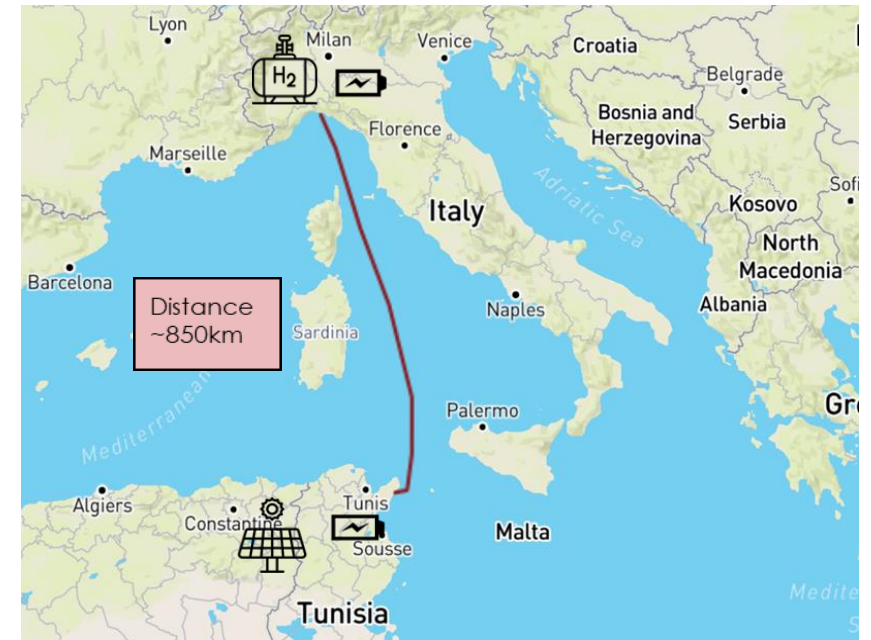 Lyon
Milan
Venice
Croatia
H₂
Belgrade
Bosnia and
Herzegovina
Serbia
Florence
Marseille
Sofi
Adriatic Sea
Kosovo
Italy
North
Macedonia
Barcelona
Distance
~850km
Naples
Albania
Sardinia
Palermo
Gr
Mediterranean
Algiers
Constantine
Tunis
Sousse
Malta
Medite
S
Tunisia